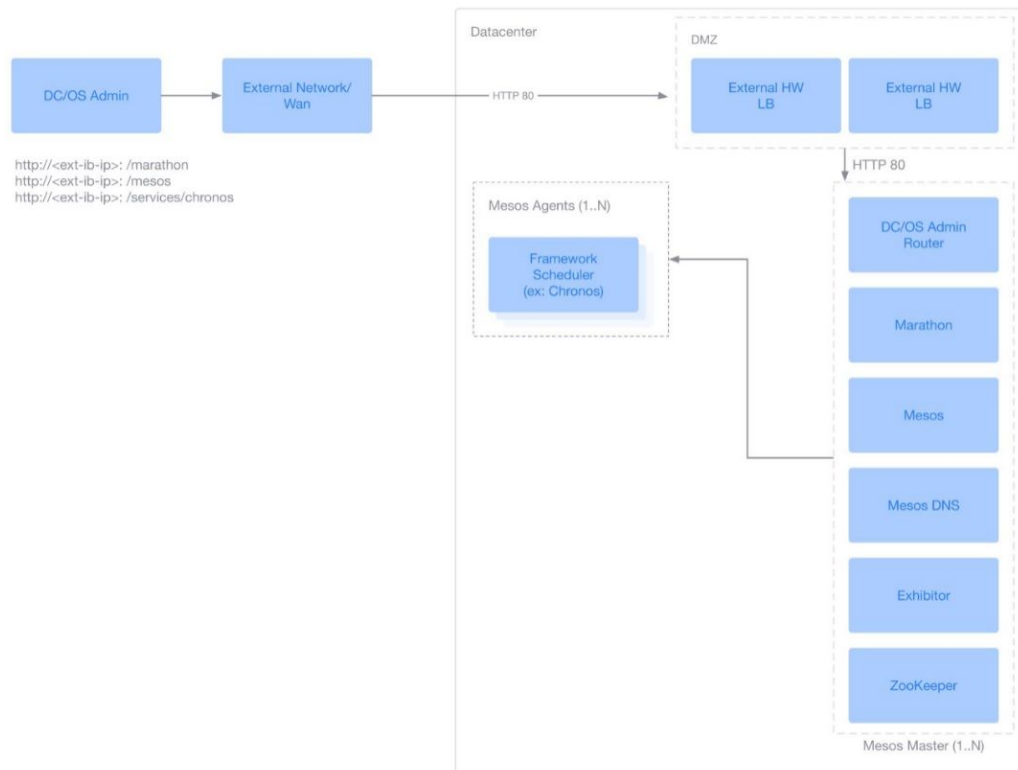 Datacenter
DMZ
DC/OS Admin
External Network/
Wan
HTTP 80
External HW
LB
External HW
LB
http://<ext-ib-ip>: /marathon
http://<ext-ib-ip>: /mesos
http://<ext-ib-ip>: /services/chronos
HTTP 80
Mesos Agents (1..N)
Framework
Scheduler
(ex: Chronos)
DC/OS Admin
Router
Marathon
Mesos
Mesos DNS
Exhibitor
ZooKeeper
Mesos Master (1..N)